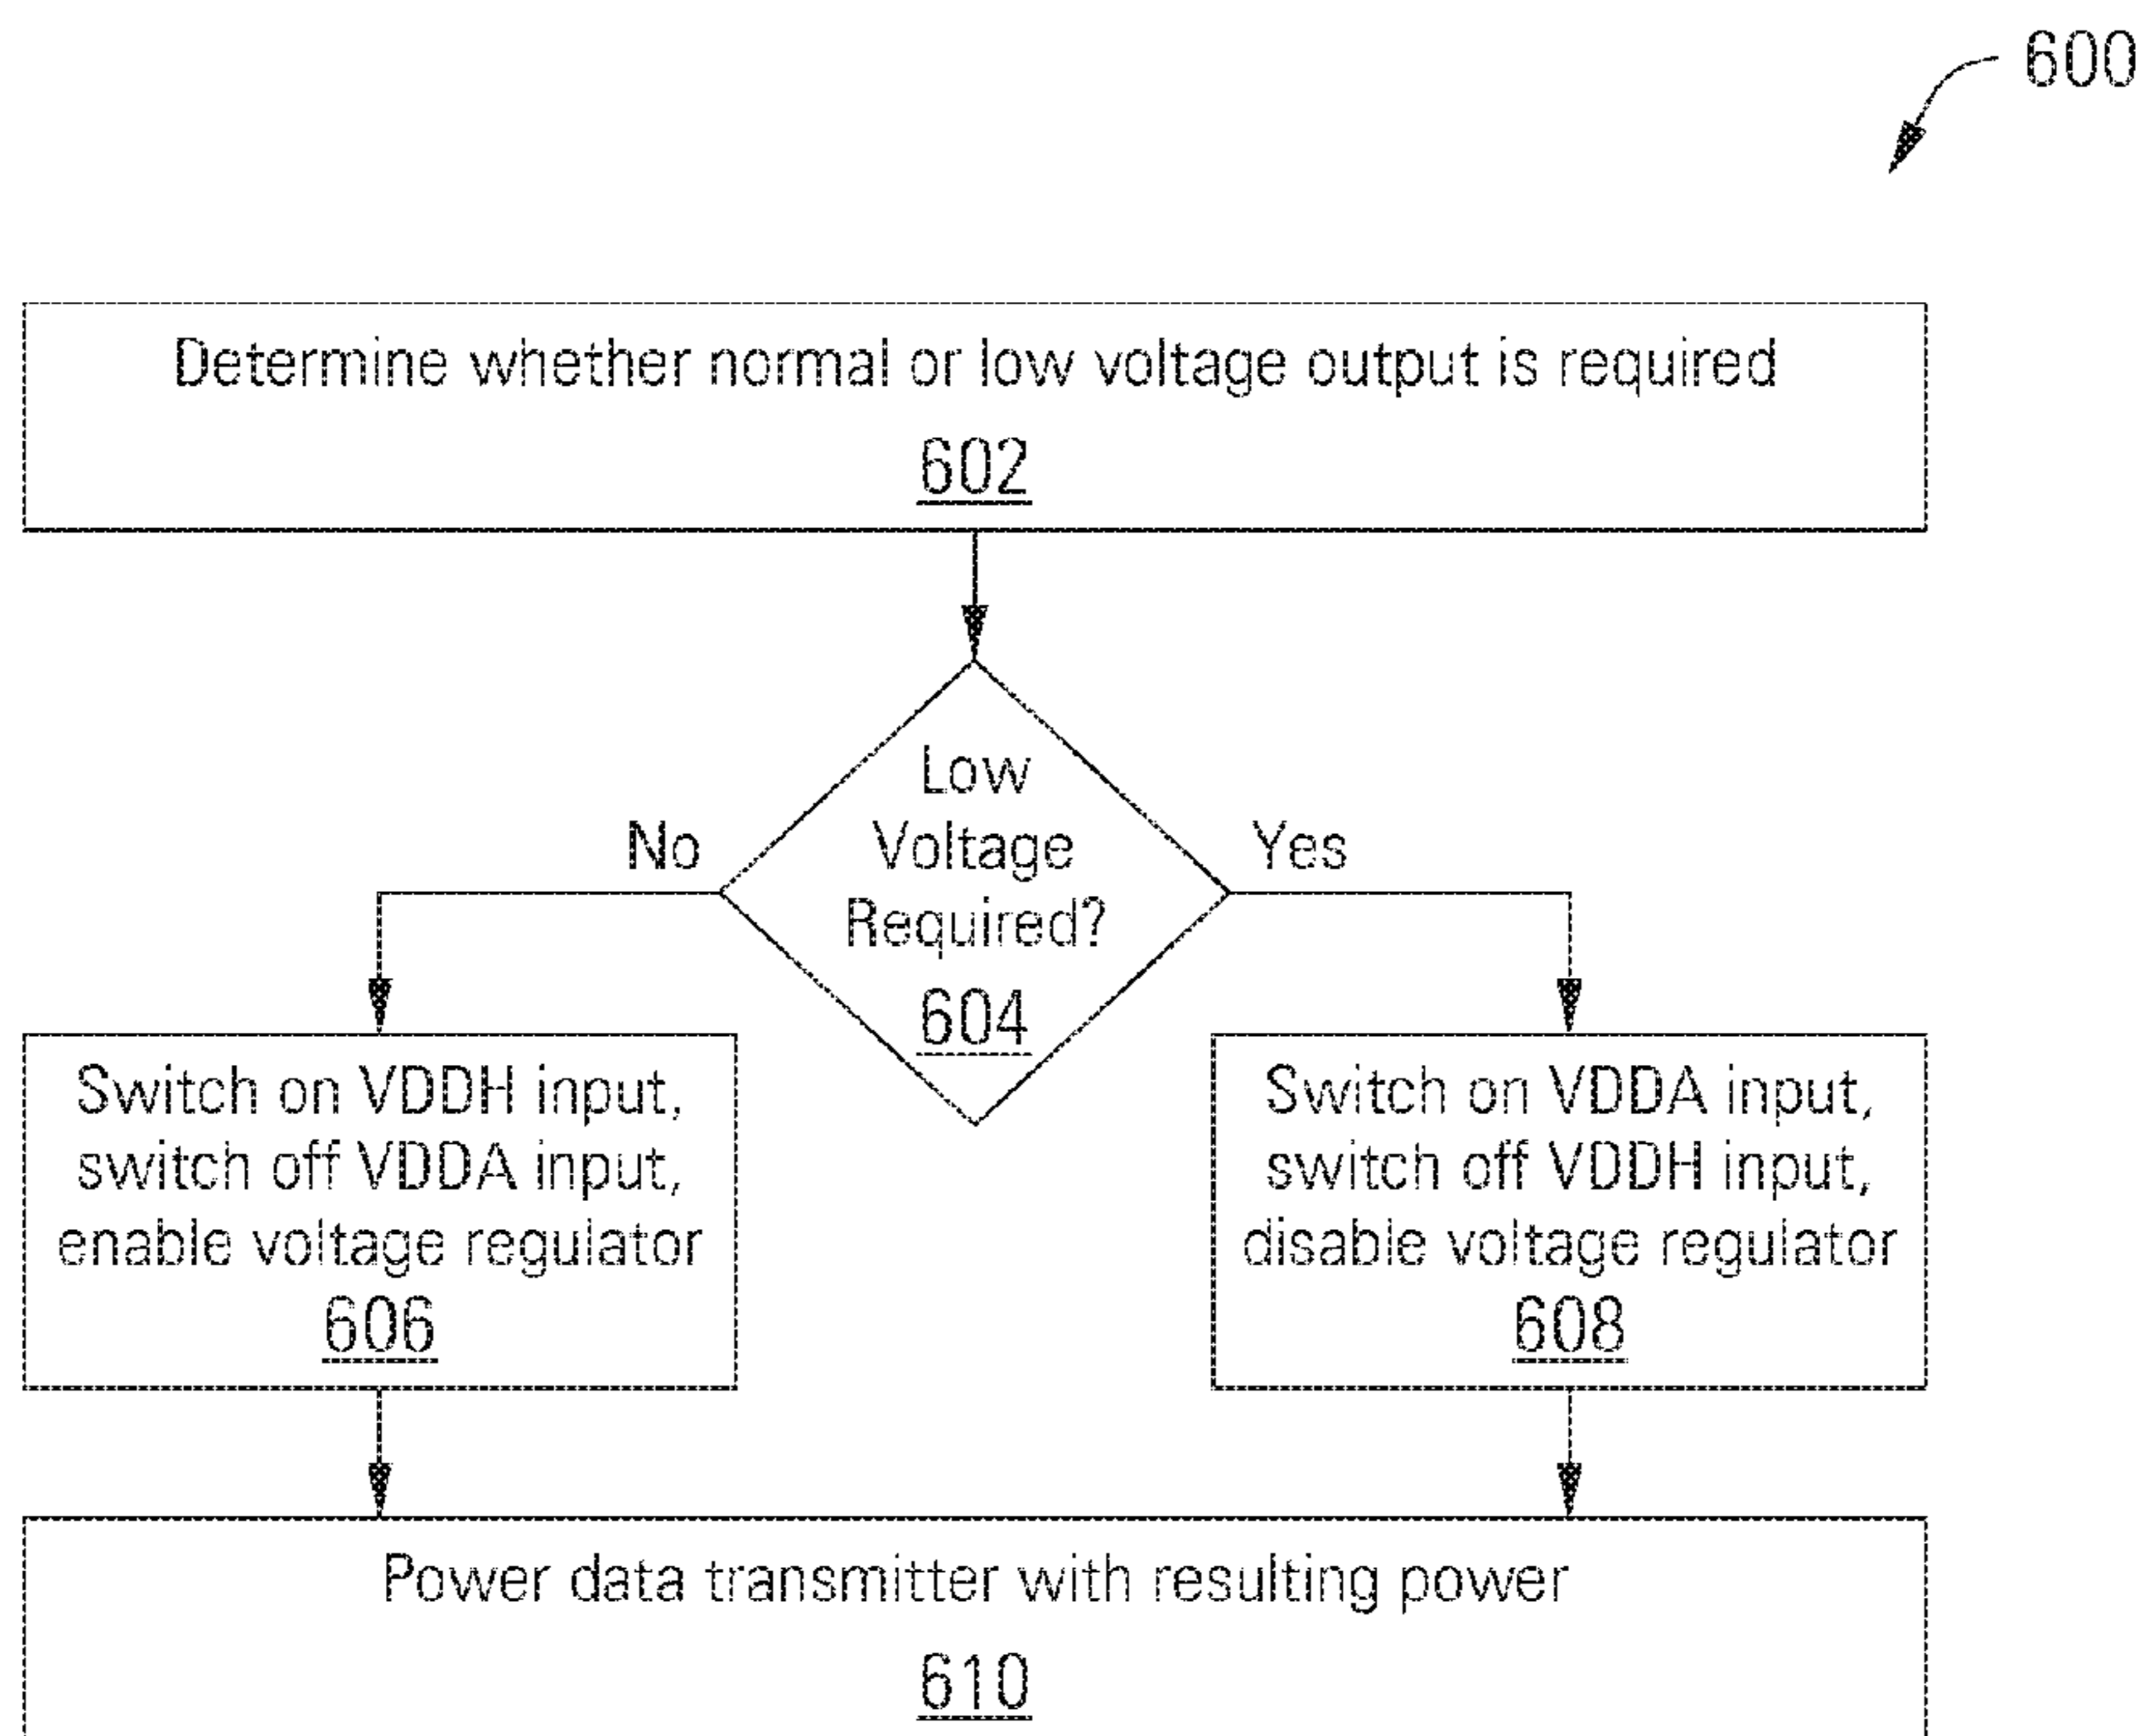 600
Determine whether normal or low voltage output is required
602
Low
Voltage
Required?
604
No
Yes
Switch on VDDH input,
switch off VDDA input,
enable voltage regulator
606
Switch on VDDA input,
switch off VDDH input,
disable voltage regulator
608
Power data transmitter with resulting power
610